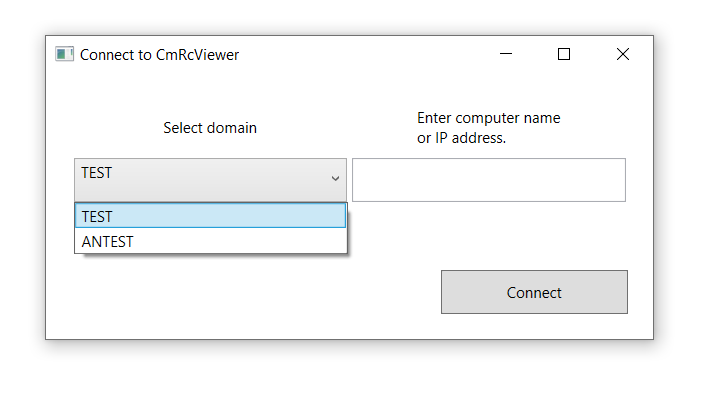 Connect to CmRcViewer
Select domain
Enter computer name
or IP address.
TEST
TEST
ANTEST
Connect